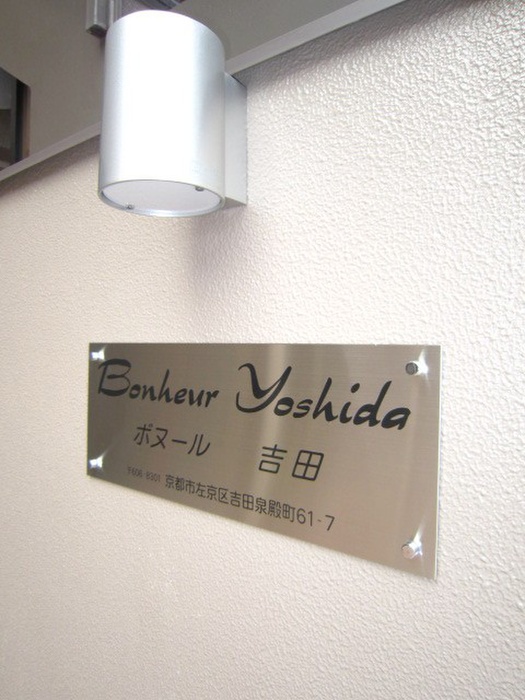 Bonheur Yoshida
ボヌール 吉田
〒606-8301 京都市左京区吉田泉殿町61-7